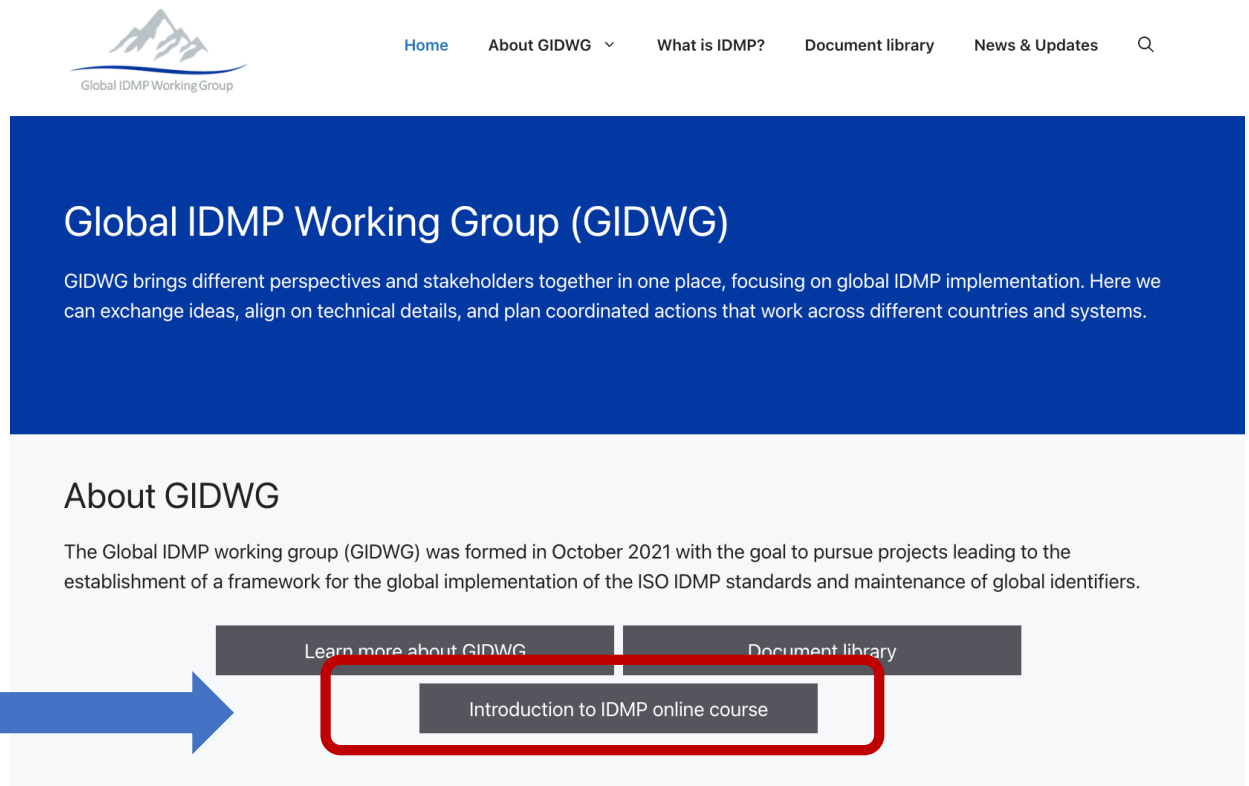 Home About GIDWG What is IDMP? Document library News & Updates
Global IDMP Working Group
Global IDMP Working Group (GIDWG)
GIDWG brings different perspectives and stakeholders together in one place, focusing on global IDMP implementation. Here we
can exchange ideas, align on technical details, and plan coordinated actions that work across different countries and systems.
About GIDWG
The Global IDMP working group (GIDWG) was formed in October 2021 with the goal to pursue projects leading to the
establishment of a framework for the global implementation of the ISO IDMP standards and maintenance of global identifiers.
Learn more about GIDWG Document library
Introduction to IDMP online course